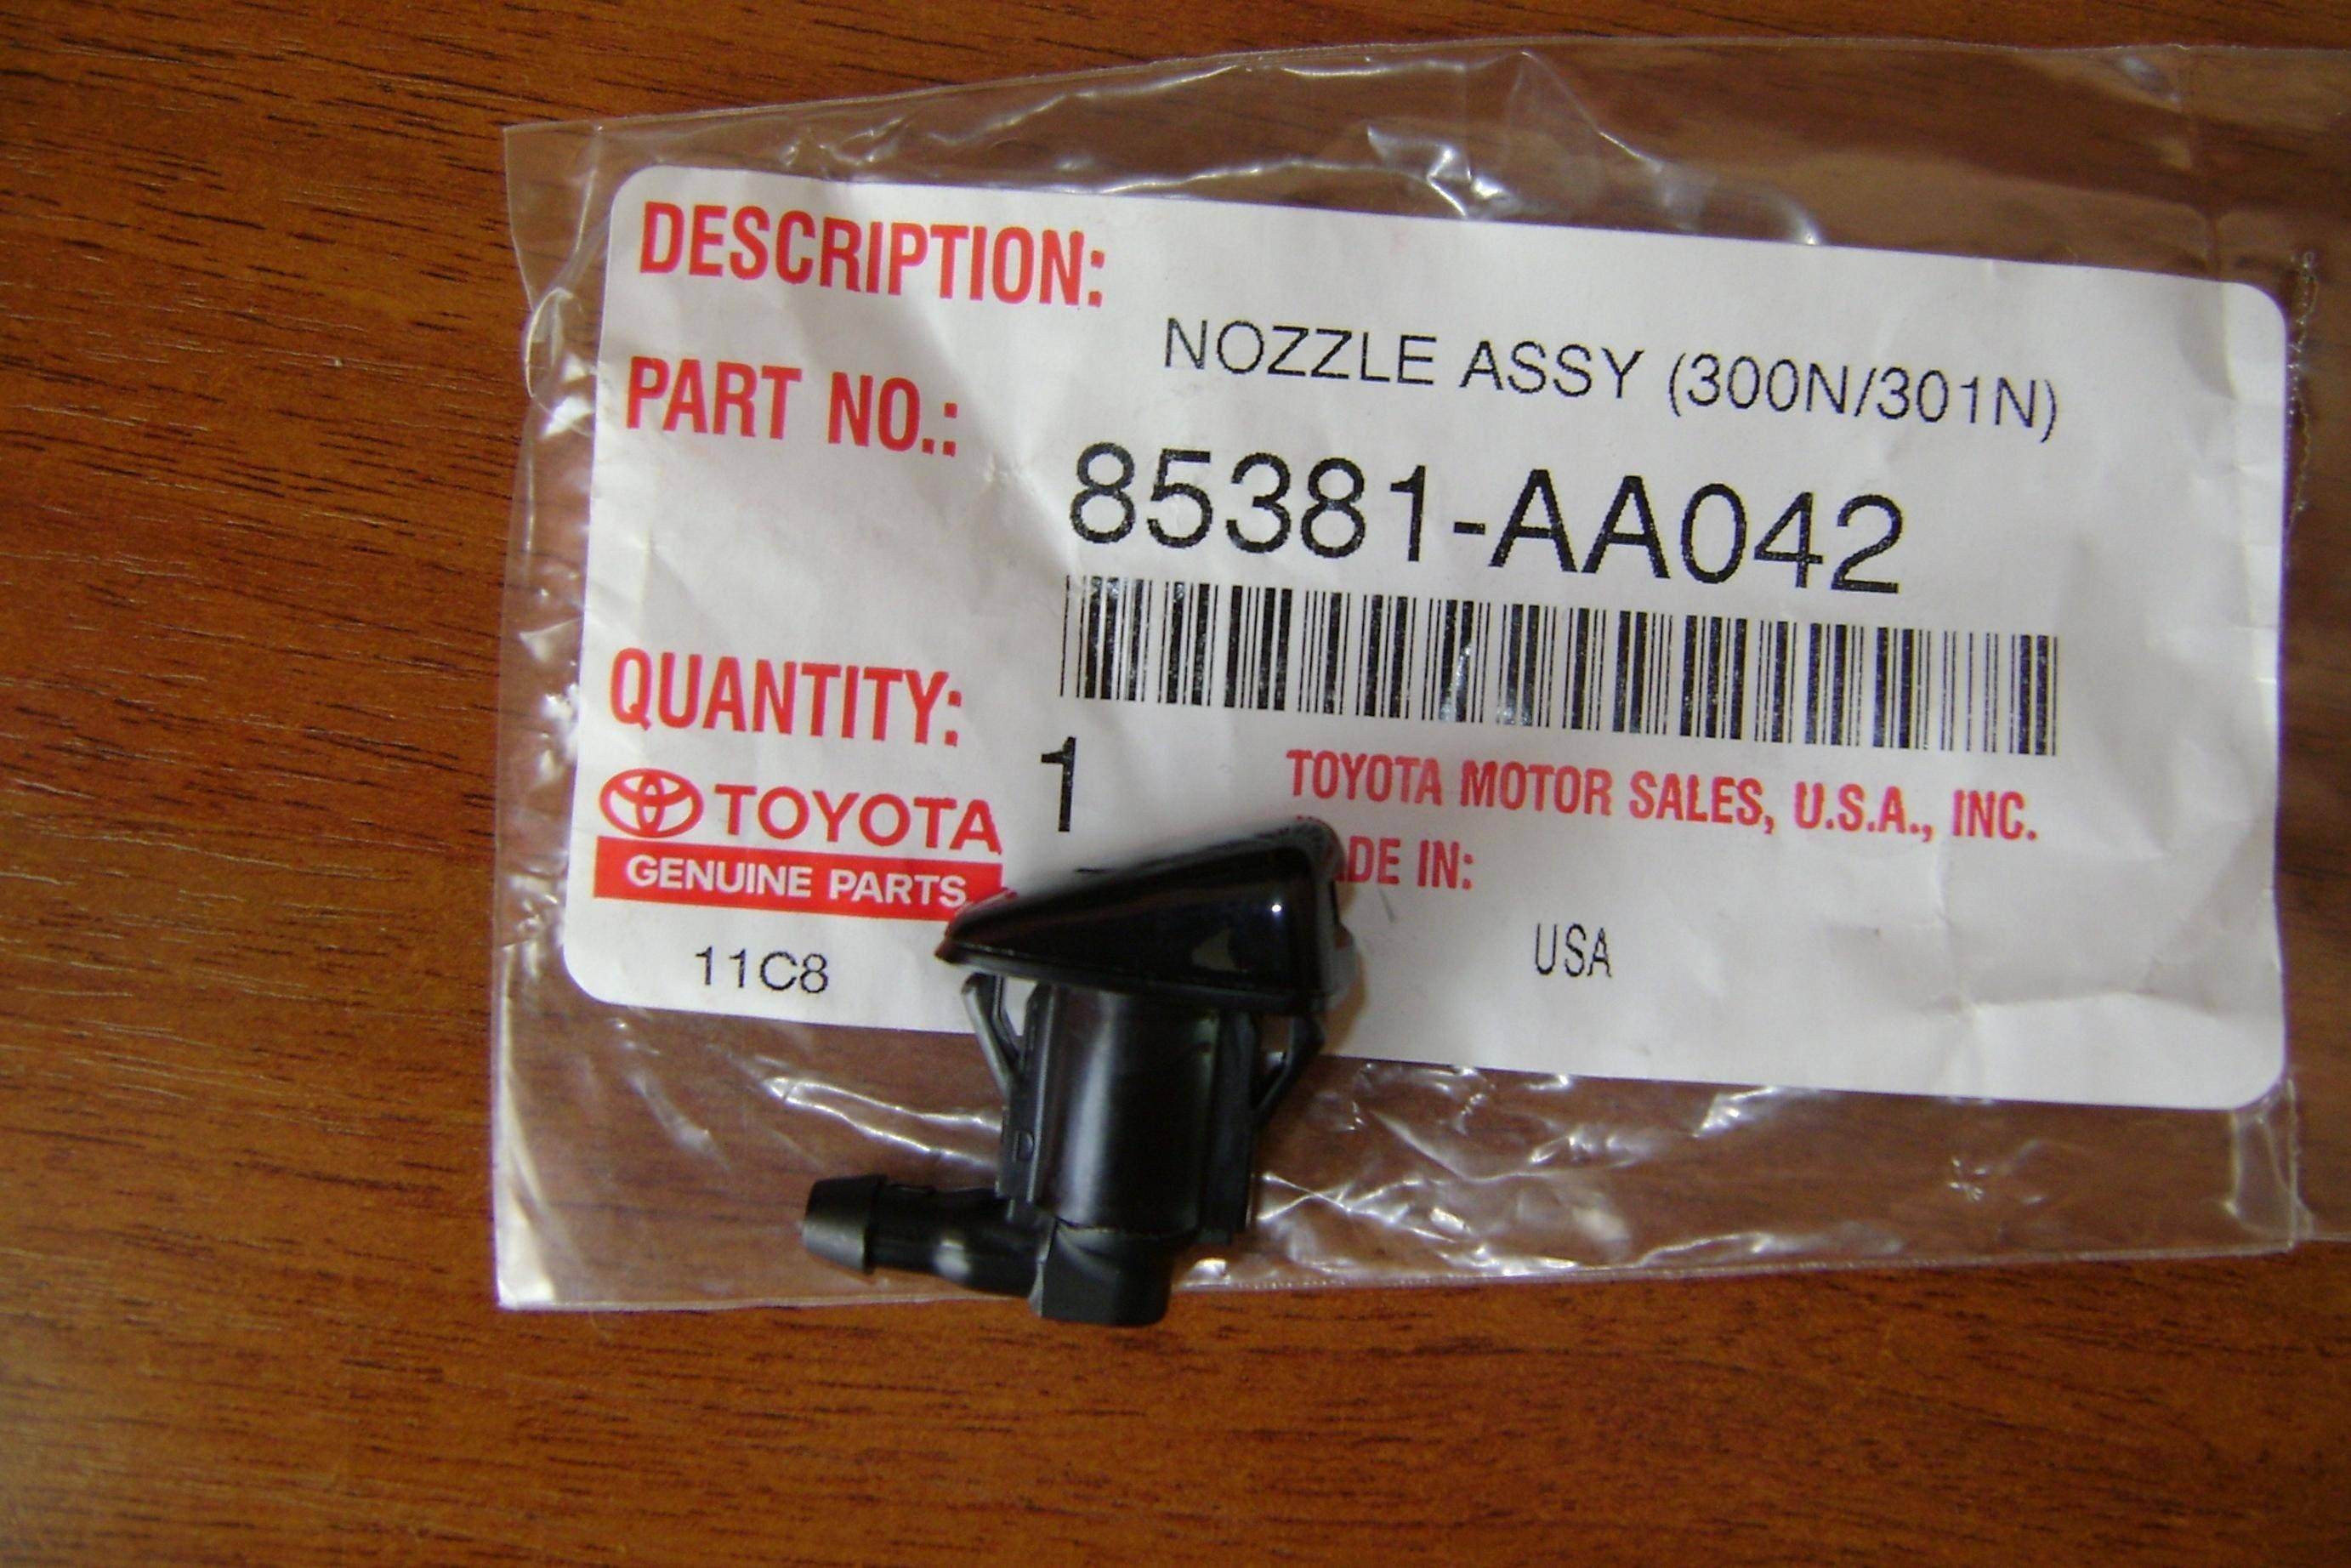 DESCRIPTION:
NOZZLE ASSY (300N/301N)
PART NO.:
85381-AA042
QUANTITY:
1
TOYOTA
GENUINE PARTS
11C8
TOYOTA MOTOR SALES, U.S.A., INC.
MADE IN:
USA